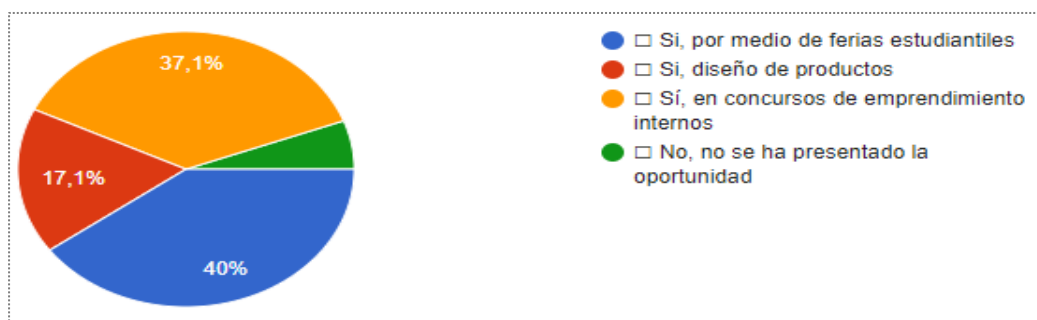 37,1%
17,1%
40%
□ Si, por medio de ferias estudiantiles
□ Si, diseño de productos
□ Sí, en concursos de emprendimiento
internos
□ No, no se ha presentado la
oportunidad